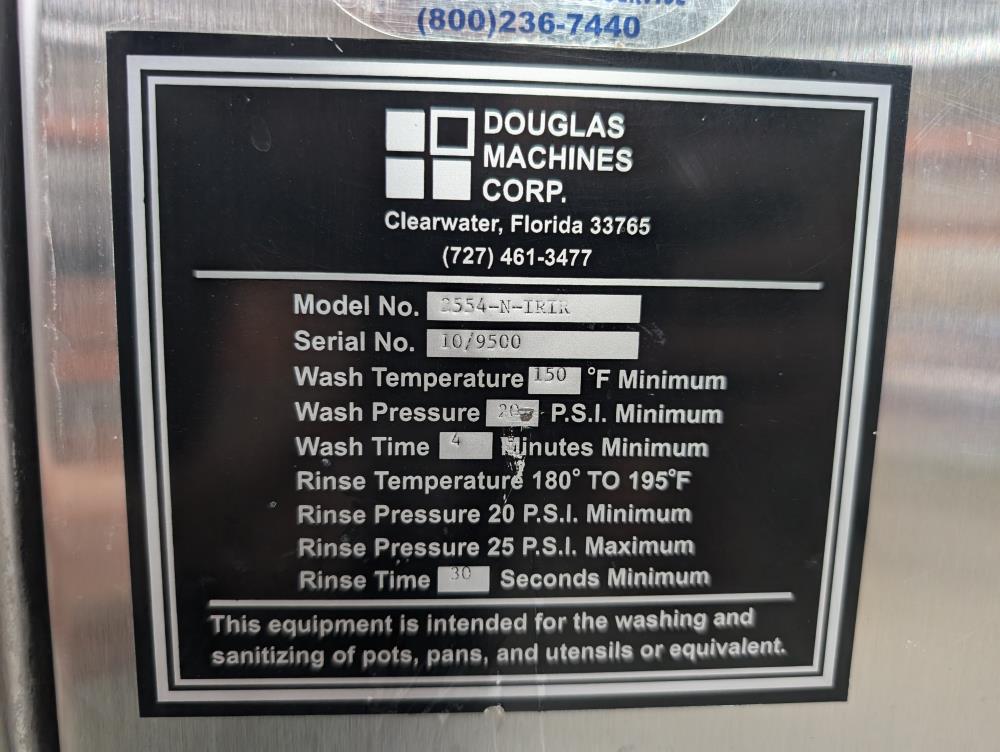 (800)236-7440
DOUGLAS
MACHINES
CORP.
Clearwater, Florida 33765
(727) 461-3477
Model No. 2554-N-IRIR
Serial No. 10/9500
Wash Temperature 150 °F Minimum
Wash Pressure 20 P.S.I. Minimum
Wash Time 4 Minutes Minimum
Rinse Temperature 180° TO 195°F
Rinse Pressure 20 P.S.I. Minimum
Rinse Pressure 25 P.S.I. Maximum
Rinse Time 30 Seconds Minimum
This equipment is intended for the washing and
sanitizing of pots, pans, and utensils or equivalent.